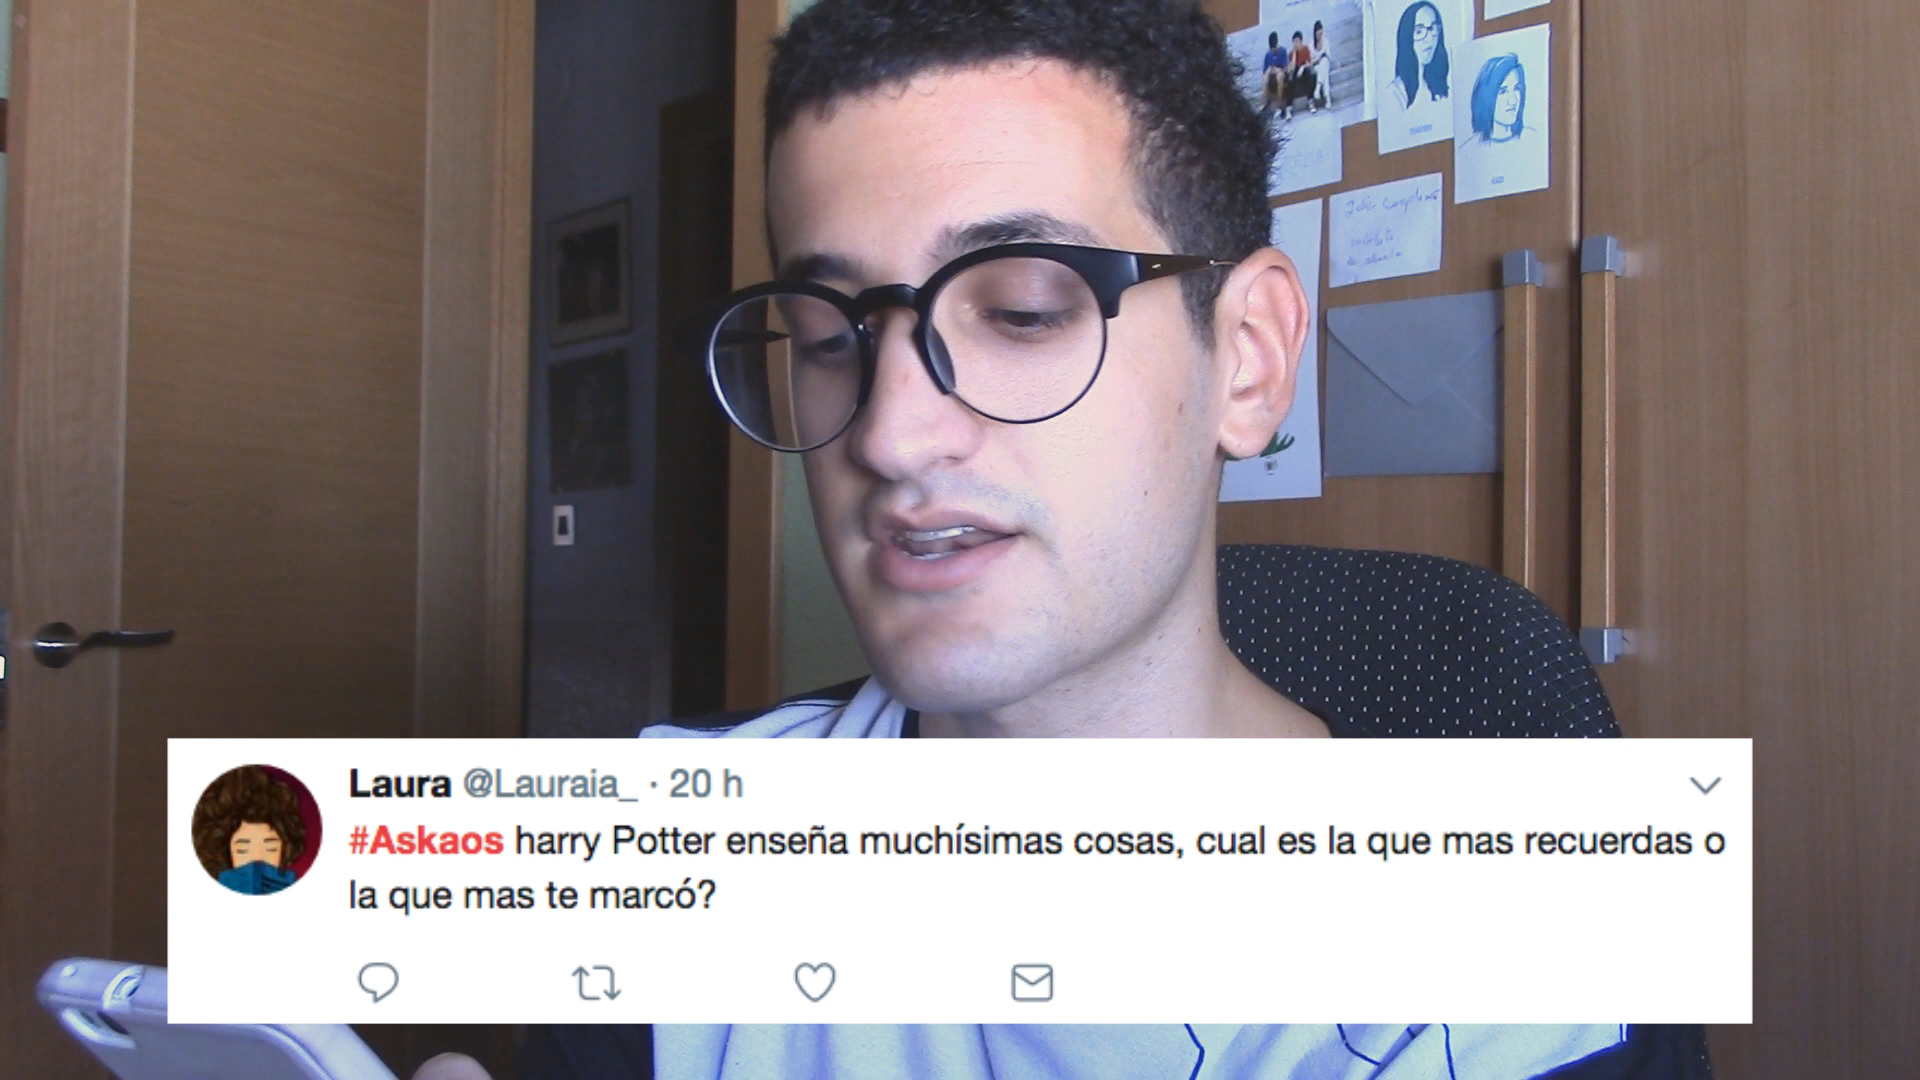 Laura @Lauraia_ · 20 h
#Askaos harry Potter enseña muchísimas cosas, cual es la que mas recuerdas o
la que mas te marcó?